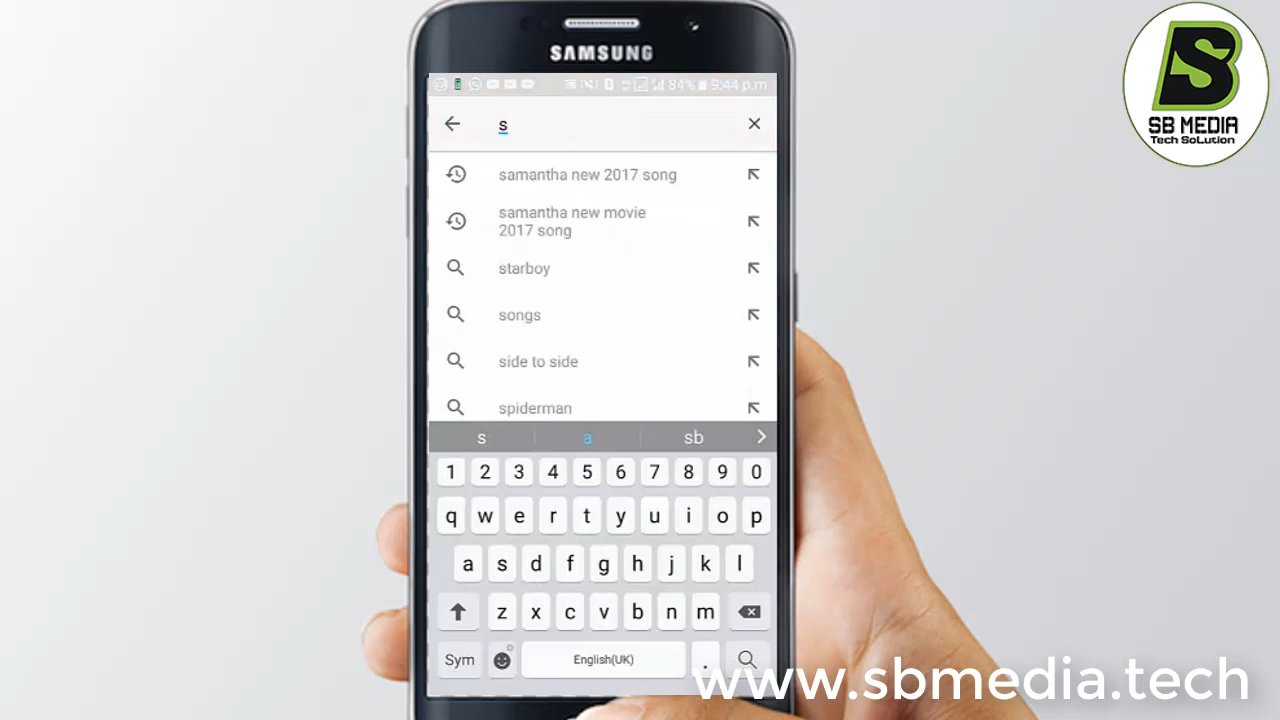 SAMSUNG
84% 9:44 p.m
s
samantha new 2017 song
samantha new movie
2017 song
starboy
songs
side to side
spiderman
s a sb
1 2 3 4 5 6 7 8 9 0
q w e r t y u i o p
a s d f g h j k l
z x c v b n m
Sym English(UK) .
SB MEDIA
Tech SoLution
www.sbmedia.tech